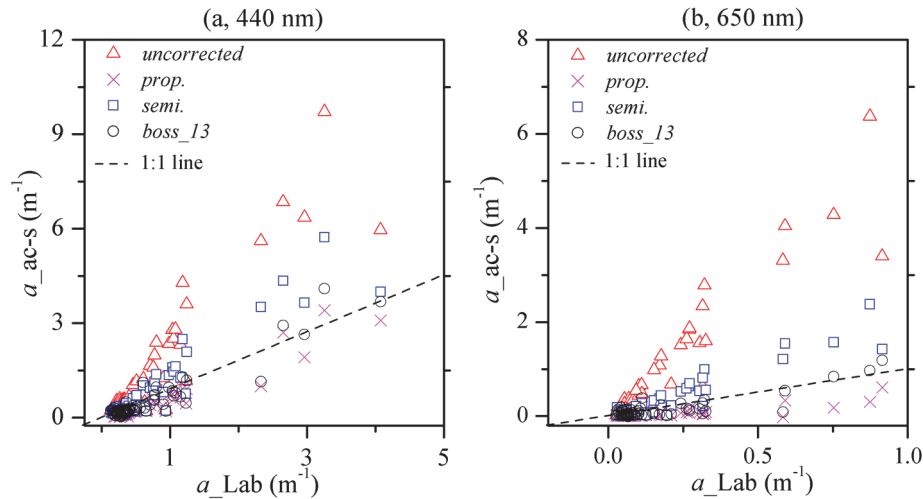 (a, 440 nm)
12
9
6
3
0
1
3
5
a_ac-s (m⁻¹)
a_Lab (m⁻¹)
uncorrected
prop.
semi.
boss_13
1:1 line
(b, 650 nm)
8
6
4
2
0
0.0
0.5
1.0
a_ac-s (m⁻¹)
a_Lab (m⁻¹)
uncorrected
prop.
semi.
boss_13
1:1 line